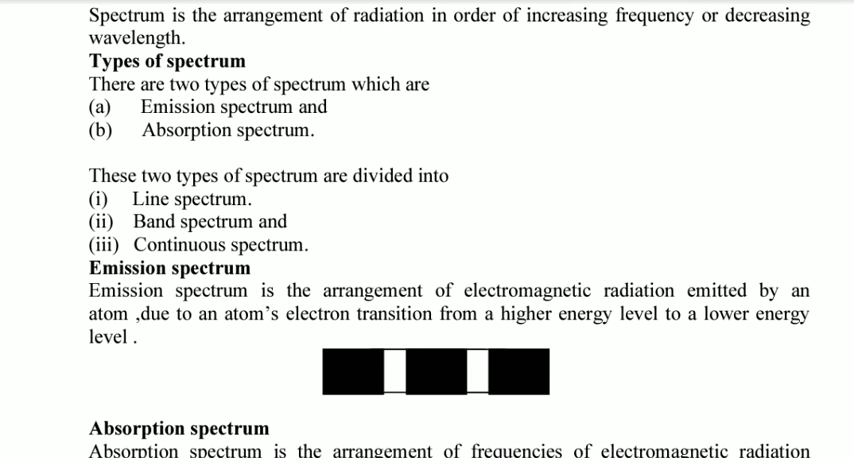 Spectrum is the arrangement of radiation in order of increasing frequency or decreasing
wavelength.
Types of spectrum
There are two types of spectrum which are
(a) Emission spectrum and
(b) Absorption spectrum.
These two types of spectrum are divided into
(i) Line spectrum.
(ii) Band spectrum and
(iii) Continuous spectrum.
Emission spectrum
Emission spectrum is the arrangement of electromagnetic radiation emitted by an
atom ,due to an atom’s electron transition from a higher energy level to a lower energy
level .
Absorption spectrum
Absorption spectrum is the arrangement of frequencies of electromagnetic radiation